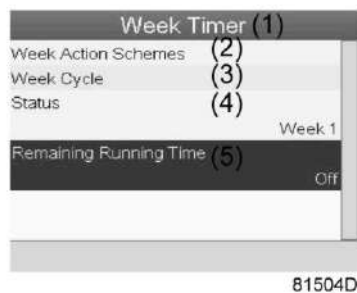 Week Timer (1)
Week Action Schemes (2)
Week Cycle (3)
Status (4)
Week 1
Remaining Running Time (5)
Off
81504D